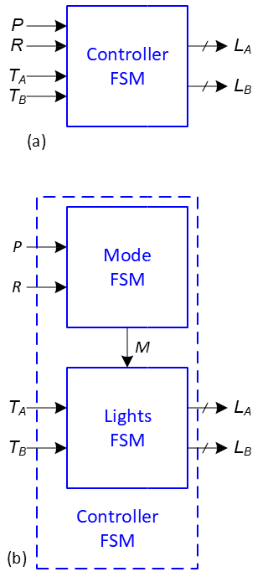 P
R
T_A
T_B
Controller
FSM
L_A
L_B
(a)
P
R
Mode
FSM
M
T_A
T_B
Lights
FSM
L_A
L_B
Controller
FSM
(b)